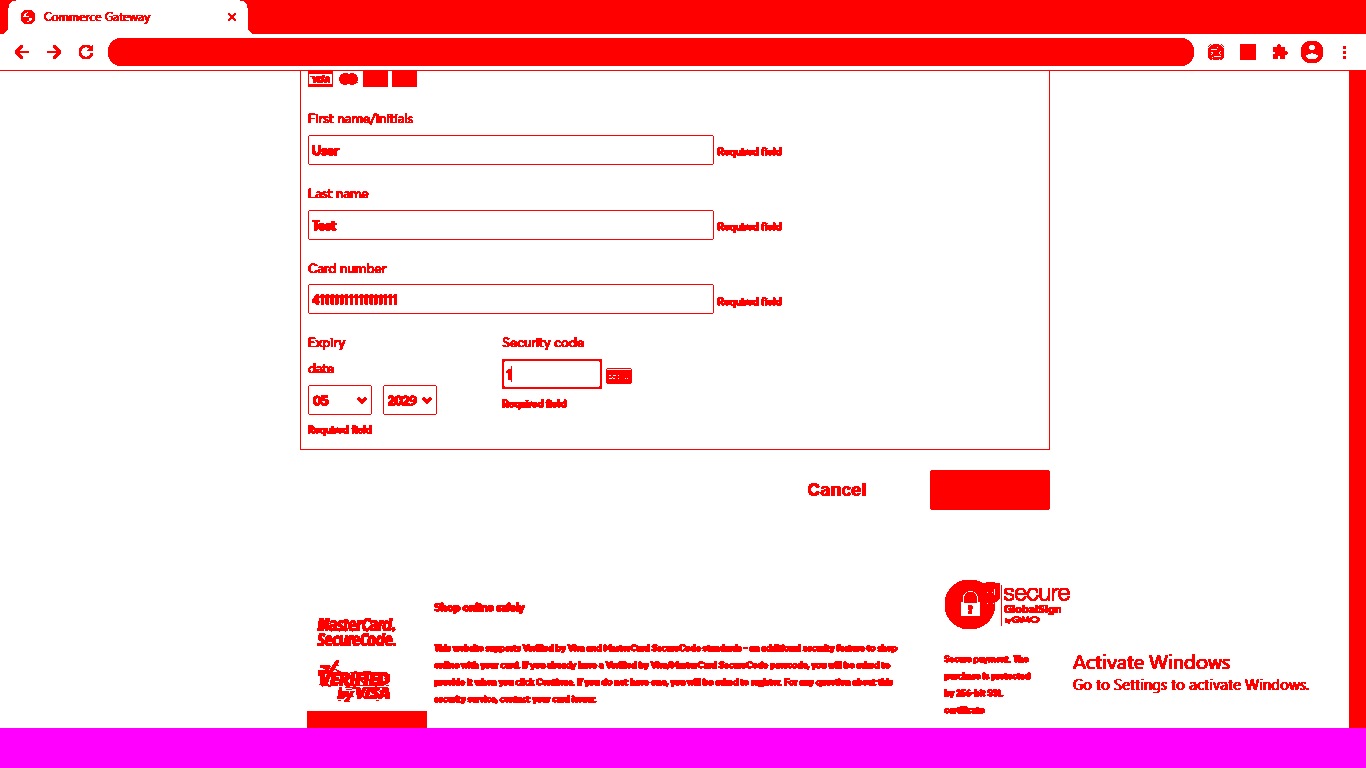 Commerce Gateway
VISA
First name/initials
User
Required field
Last name
Test
Required field
Card number
4111111111111111
Required field
Expiry
date
Security code
1
05
2029
Required field
Required field
Cancel
Shop online safely
MasterCard.
SecureCode.
VERIFIED
by VISA
This website supports Verified by Visa and MasterCard SecureCode standards - an additional security feature to shop
online with your card. If you already have a Verified by Visa/MasterCard SecureCode passcode, you will be asked to
provide it when you click Continue. If you do not have one, you will be asked to register. For any question about this
security service, contact your card issuer.
secure
GlobalSign
by GMO
Secure payment. The
purchase is protected
by 256-bit SSL
certificate
Activate Windows
Go to Settings to activate Windows.